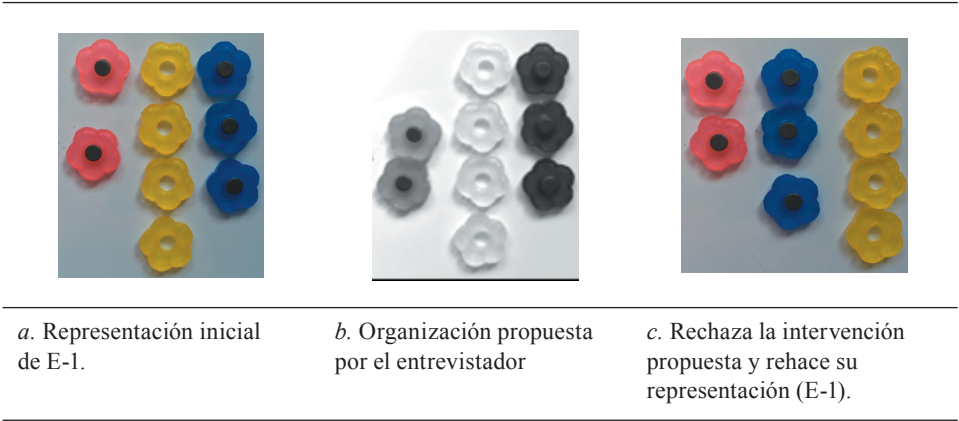 a. Representación inicial
de E-1.
b. Organización propuesta
por el entrevistador
c. Rechaza la intervención
propuesta y rehace su
representación (E-1).